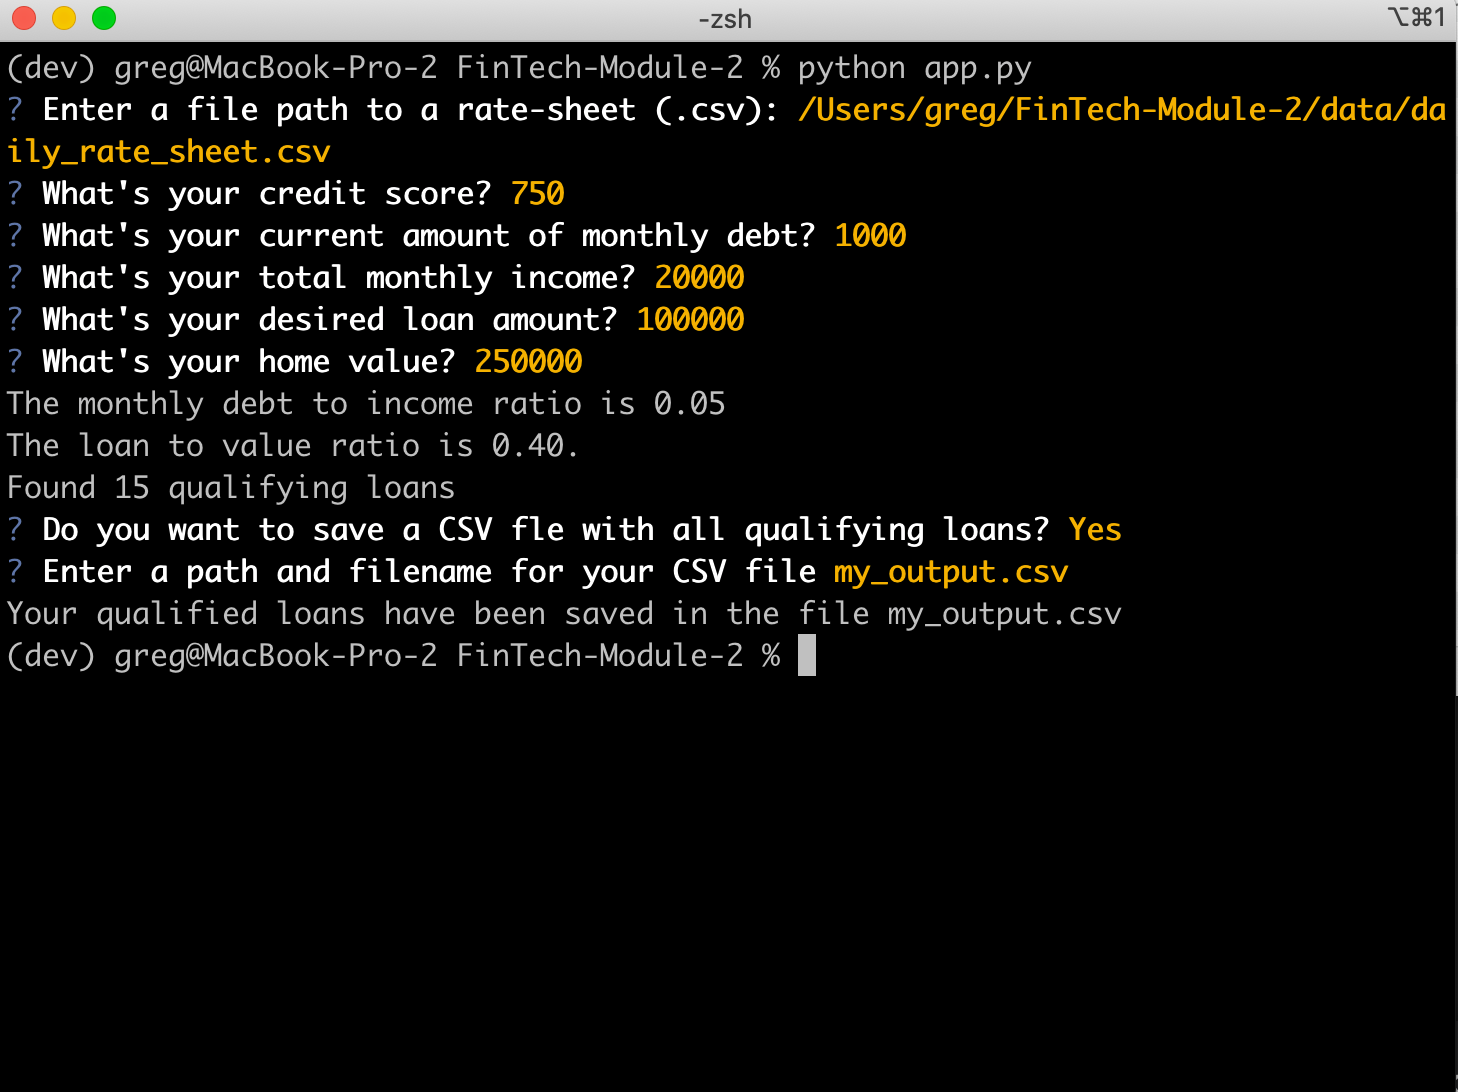 -zsh
⌥⌘1
(dev) greg@MacBook-Pro-2 FinTech-Module-2 % python app.py
? Enter a file path to a rate-sheet (.csv): /Users/greg/FinTech-Module-2/data/da
ily_rate_sheet.csv
? What's your credit score? 750
? What's your current amount of monthly debt? 1000
? What's your total monthly income? 20000
? What's your desired loan amount? 100000
? What's your home value? 250000
The monthly debt to income ratio is 0.05
The loan to value ratio is 0.40.
Found 15 qualifying loans
? Do you want to save a CSV fle with all qualifying loans? Yes
? Enter a path and filename for your CSV file my_output.csv
Your qualified loans have been saved in the file my_output.csv
(dev) greg@MacBook-Pro-2 FinTech-Module-2 %